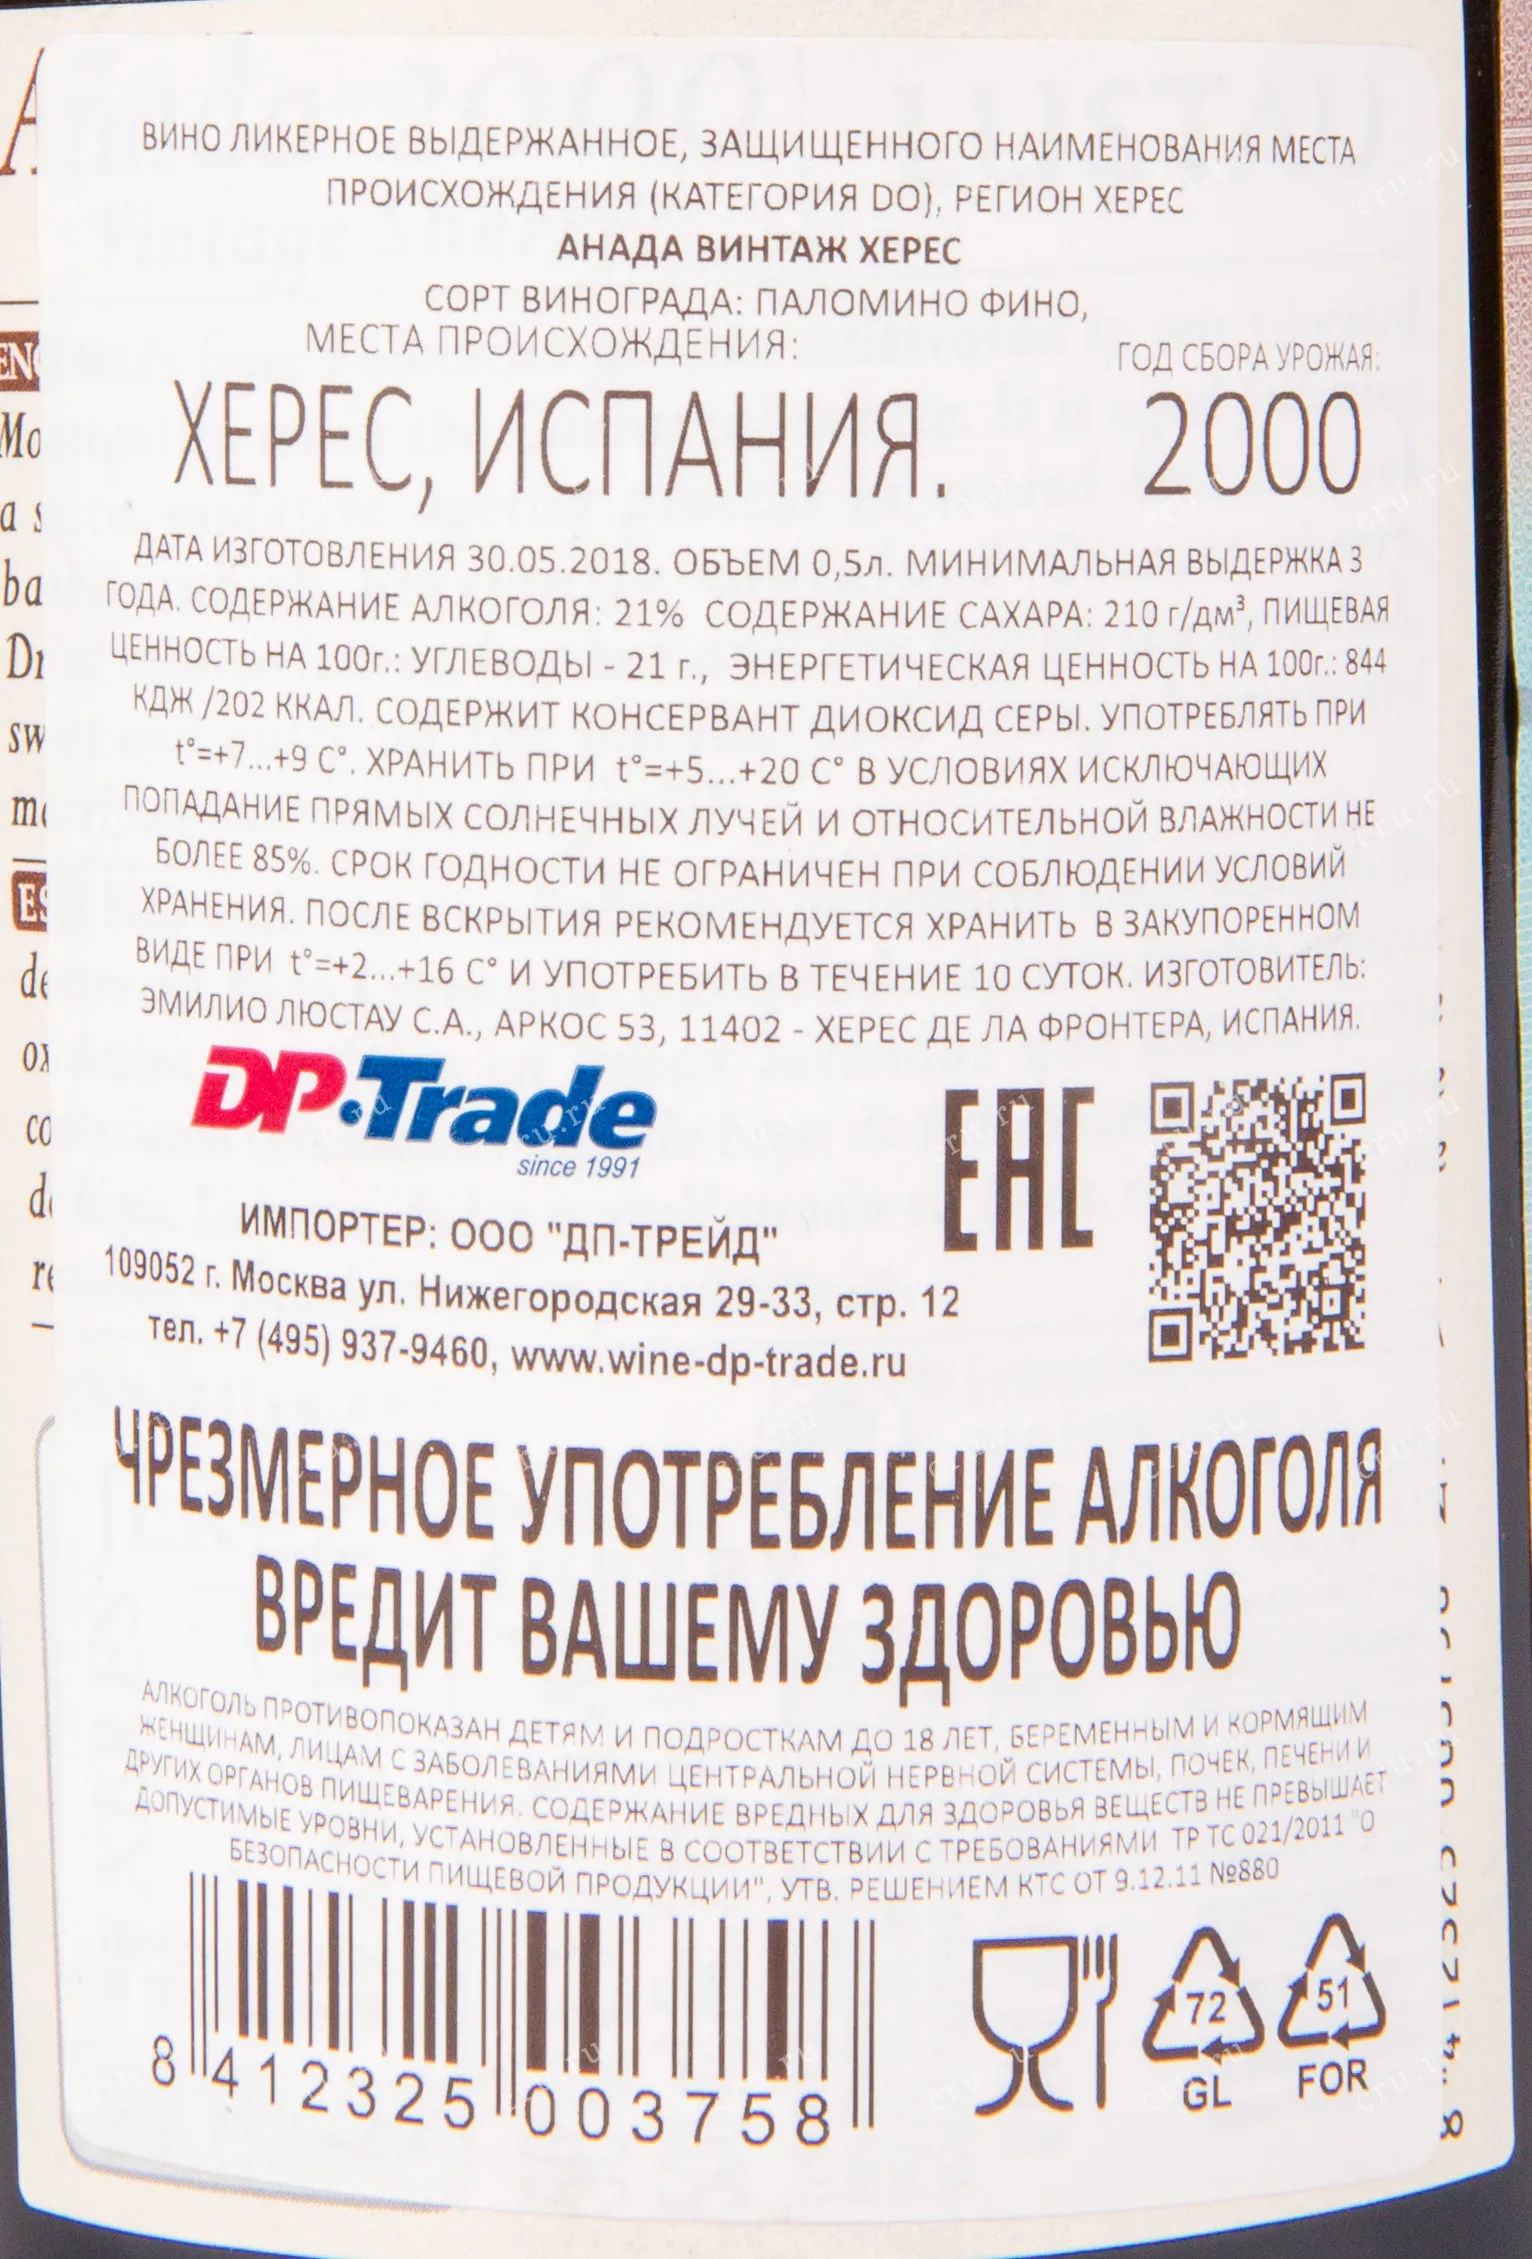 ВИНО ЛИКЕРНОЕ ВЫДЕРЖАННОЕ, ЗАЩИЩЕННОГО НАИМЕНОВАНИЯ МЕСТА
ПРОИСХОЖДЕНИЯ (КАТЕГОРИЯ DO), РЕГИОН ХЕРЕС
АНАДА ВИНТАЖ ХЕРЕС
СОРТ ВИНОГРАДА: ПАЛОМИНО ФИНО,
МЕСТА ПРОИСХОЖДЕНИЯ:
ХЕРЕС, ИСПАНИЯ.
ГОД СБОРА УРОЖАЯ:
2000
ДАТА ИЗГОТОВЛЕНИЯ 30.05.2018. ОБЪЕМ 0,5л. МИНИМАЛЬНАЯ ВЫДЕРЖКА 3
ГОДА. СОДЕРЖАНИЕ АЛКОГОЛЯ: 21% СОДЕРЖАНИЕ САХАРА: 210 г/дм³, ПИЩЕВАЯ
ЦЕННОСТЬ НА 100г.: УГЛЕВОДЫ - 21 г., ЭНЕРГЕТИЧЕСКАЯ ЦЕННОСТЬ НА 100г.: 844
КДЖ /202 ККАЛ. СОДЕРЖИТ КОНСЕРВАНТ ДИОКСИД СЕРЫ. УПОТРЕБЛЯТЬ ПРИ
t°=+7...+9 С°. ХРАНИТЬ ПРИ t°=+5...+20 С° В УСЛОВИЯХ ИСКЛЮЧАЮЩИХ
ПОПАДАНИЕ ПРЯМЫХ СОЛНЕЧНЫХ ЛУЧЕЙ И ОТНОСИТЕЛЬНОЙ ВЛАЖНОСТИ НЕ
БОЛЕЕ 85%. СРОК ГОДНОСТИ НЕ ОГРАНИЧЕН ПРИ СОБЛЮДЕНИИ УСЛОВИЙ
ХРАНЕНИЯ. ПОСЛЕ ВСКРЫТИЯ РЕКОМЕНДУЕТСЯ ХРАНИТЬ В ЗАКУПОРЕННОМ
ВИДЕ ПРИ t°=+2...+16 С° И УПОТРЕБИТЬ В ТЕЧЕНИЕ 10 СУТОК. ИЗГОТОВИТЕЛЬ:
ЭМИЛИО ЛЮСТАУ С.А., АРКОС 53, 11402 - ХЕРЕС ДЕ ЛА ФРОНТЕРА, ИСПАНИЯ.
DP·Trade
since 1991
EAC
ИМПОРТЕР: ООО "ДП-ТРЕЙД"
109052 г. Москва ул. Нижегородская 29-33, стр. 12
тел. +7 (495) 937-9460, www.wine-dp-trade.ru
ЧРЕЗМЕРНОЕ УПОТРЕБЛЕНИЕ АЛКОГОЛЯ
ВРЕДИТ ВАШЕМУ ЗДОРОВЬЮ
АЛКОГОЛЬ ПРОТИВОПОКАЗАН ДЕТЯМ И ПОДРОСТКАМ ДО 18 ЛЕТ, БЕРЕМЕННЫМ И КОРМЯЩИМ
ЖЕНЩИНАМ, ЛИЦАМ С ЗАБОЛЕВАНИЯМИ ЦЕНТРАЛЬНОЙ НЕРВНОЙ СИСТЕМЫ, ПОЧЕК, ПЕЧЕНИ И
ДРУГИХ ОРГАНОВ ПИЩЕВАРЕНИЯ. СОДЕРЖАНИЕ ВРЕДНЫХ ДЛЯ ЗДОРОВЬЯ ВЕЩЕСТВ НЕ ПРЕВЫШАЕТ
ДОПУСТИМЫЕ УРОВНИ, УСТАНОВЛЕННЫЕ В СООТВЕТСТВИИ С ТРЕБОВАНИЯМИ ТР ТС 021/2011 "О
БЕЗОПАСНОСТИ ПИЩЕВОЙ ПРОДУКЦИИ", УТВ. РЕШЕНИЕМ КТС ОТ 9.12.11 №880
8 412325 003758
72
GL
51
FOR